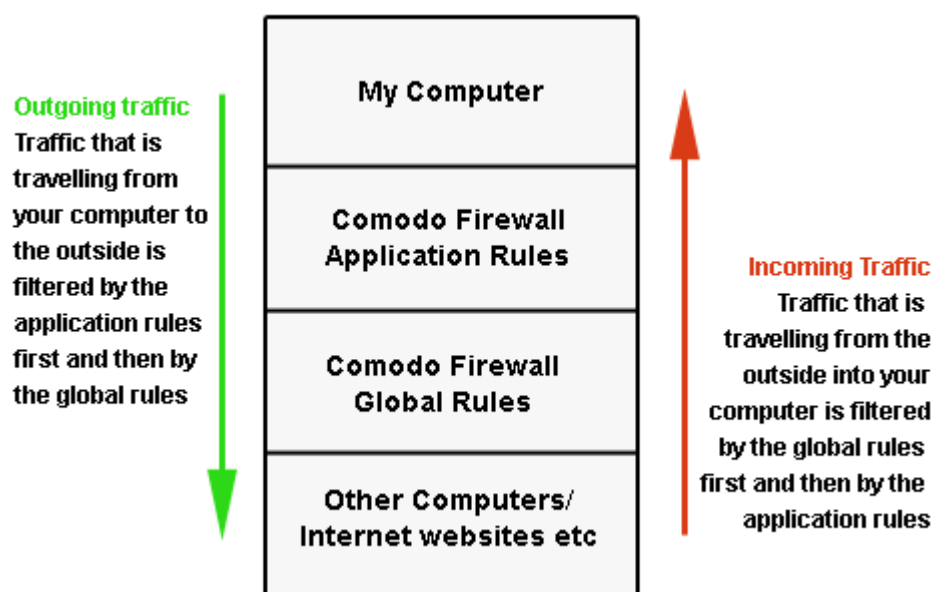 Outgoing traffic
Traffic that is
travelling from
your computer to
the outside is
filtered by the
application rules
first and then by
the global rules
My Computer
Comodo Firewall
Application Rules
Comodo Firewall
Global Rules
Other Computers/
Internet websites etc
Incoming Traffic
Traffic that is
travelling from the
outside into your
computer is filtered
by the global rules
first and then by the
application rules